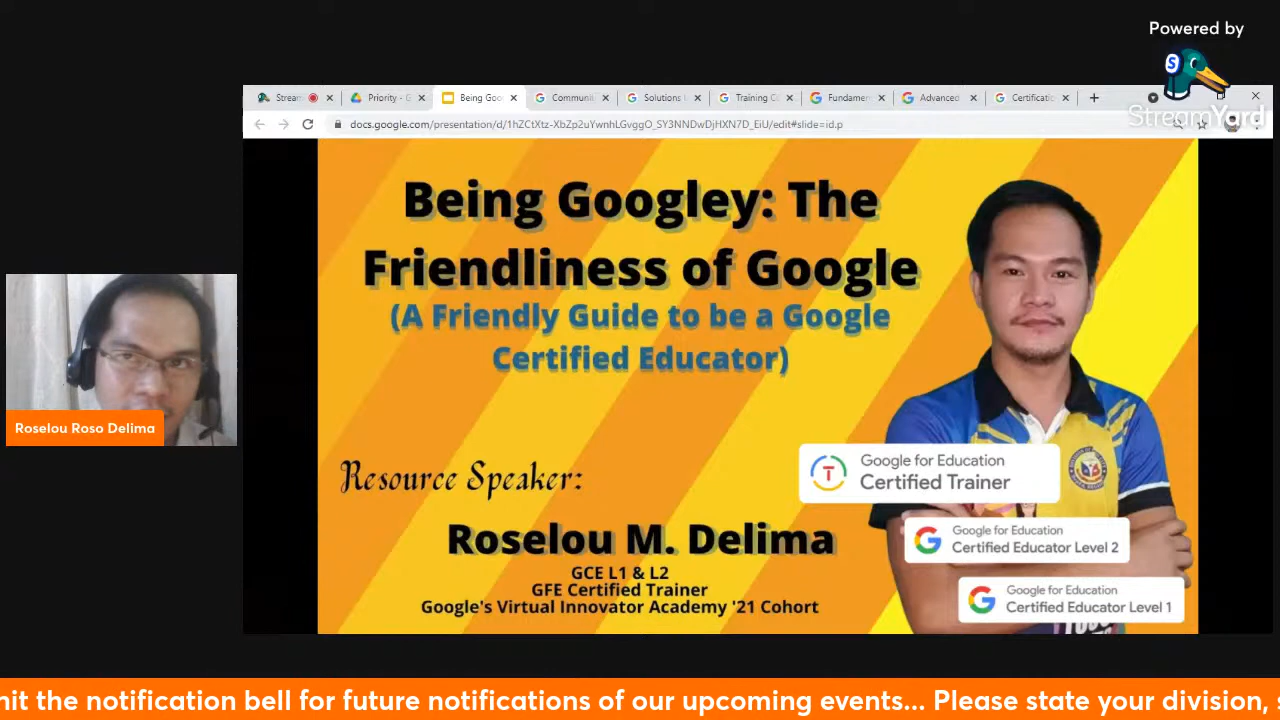 Powered by
StreamYard
Stream
Priority - G
Being Goo
Communi
Solutions
Training C
Fundamen
Advanced
Certificati
docs.google.com/presentation/d/1hZCtXtz-XbZp2uYwnhLGvggO_SY3NNDwDjHXN7D_EiU/edit#slide=id.p
Being Googley: The
Friendliness of Google
(A Friendly Guide to be a Google
Certified Educator)
Resource Speaker:
Roselou M. Delima
GCE L1 & L2
GFE Certified Trainer
Google's Virtual Innovator Academy '21 Cohort
Google for Education
Certified Trainer
Google for Education
Certified Educator Level 2
Google for Education
Certified Educator Level 1
Roselou Roso Delima
hit the notification bell for future notifications of our upcoming events... Please state your division,